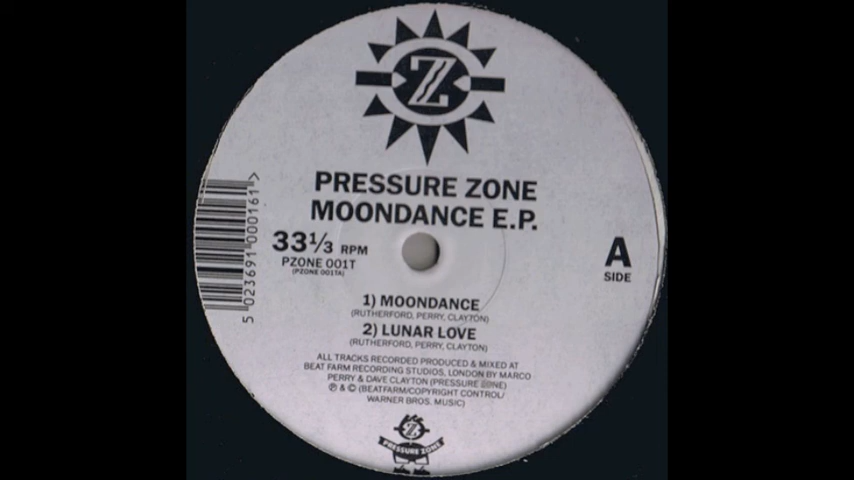 Z
PRESSURE ZONE
MOONDANCE E.P.
33⅓ RPM
PZONE 001T
(PZONE 001TA)
A
SIDE
5 023691 000161 >
1) MOONDANCE
(RUTHERFORD, PERRY, CLAYTON)
2) LUNAR LOVE
(RUTHERFORD, PERRY, CLAYTON)
ALL TRACKS RECORDED PRODUCED & MIXED AT
BEAT FARM RECORDING STUDIOS, LONDON BY MARCO
PERRY & DAVE CLAYTON (PRESSURE ZONE)
℗ & © (BEATFARM/COPYRIGHT CONTROL/
WARNER BROS. MUSIC)
Z
PRESSURE ZONE